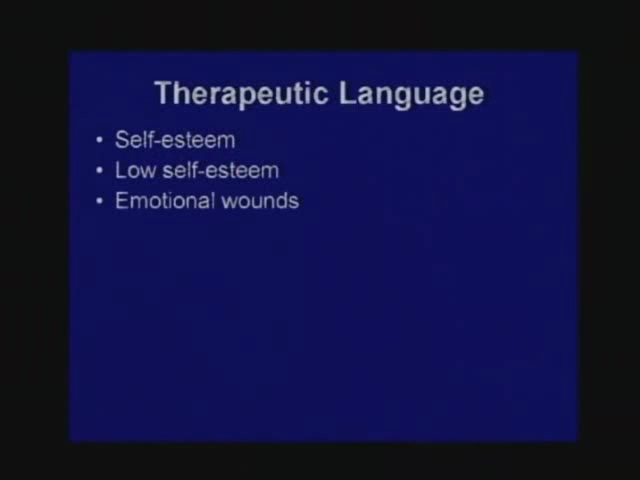 Therapeutic Language
• Self-esteem
• Low self-esteem
• Emotional wounds